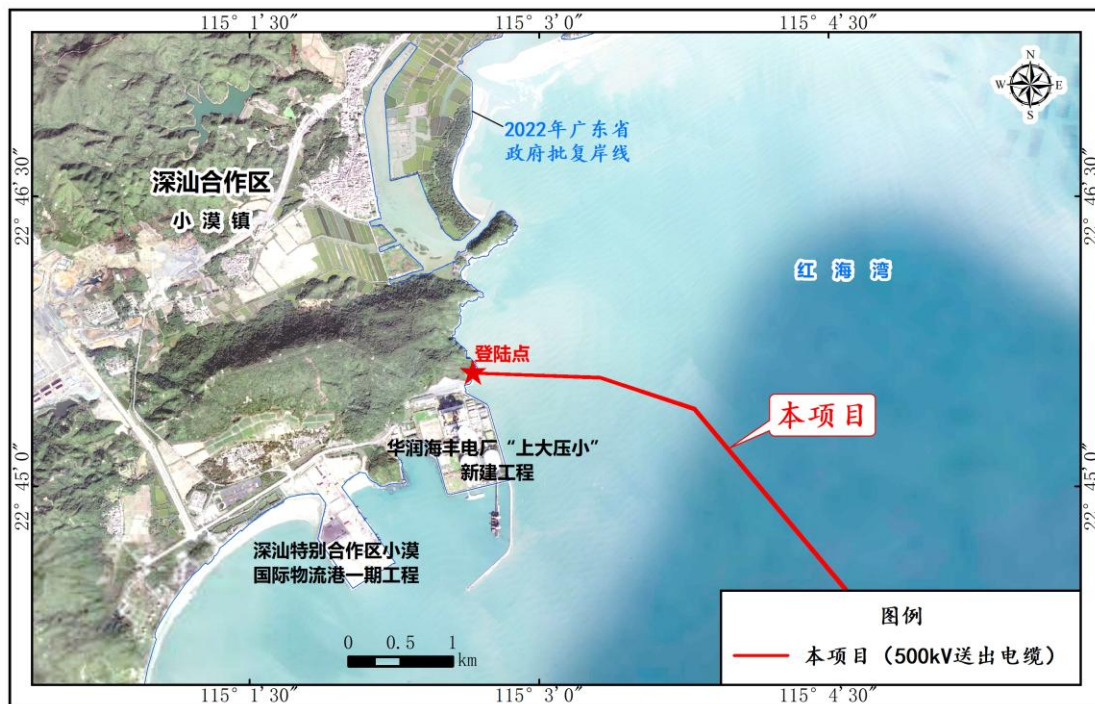 115° 1′30″
115° 3′0″
115° 4′30″
N
W
E
S
22°46′30″
22°46′30″
2022年广东省
政府批复岸线
深汕合作区
小漠镇
红海湾
登陆点
本项目
华润海丰电厂“上大压小”
新建工程
22°45′0″
22°45′0″
深汕特别合作区小漠
国际物流港一期工程
0 0.5 1
km
图例
本项目（500kV送出电缆）
115° 1′30″
115° 3′0″
115° 4′30″